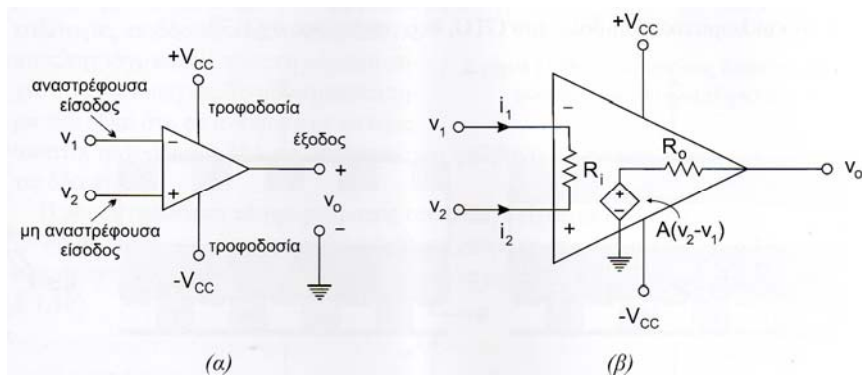 +V_CC
αναστρέφουσα
είσοδος
τροφοδοσία
v_1
−
έξοδος
+
v_2
+
v_o
−
μη αναστρέφουσα
είσοδος
τροφοδοσία
-V_CC
(α)
+V_CC
i_1
−
v_1
R_i
R_o
v_o
+
−
v_2
i_2
+
A(v_2-v_1)
-V_CC
(β)